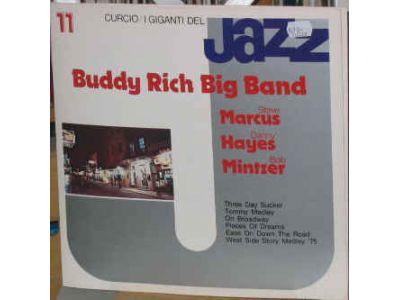 11
CURCIO/I GIGANTI DEL
Jazz
Buddy Rich Big Band
Steve
Marcus
Danny
Hayes
Bob
Mintzer
Three Day Sucker
Tommy Medley
On Broadway
Pieces Of Dreams
Ease On Down The Road
West Side Story Medley '75